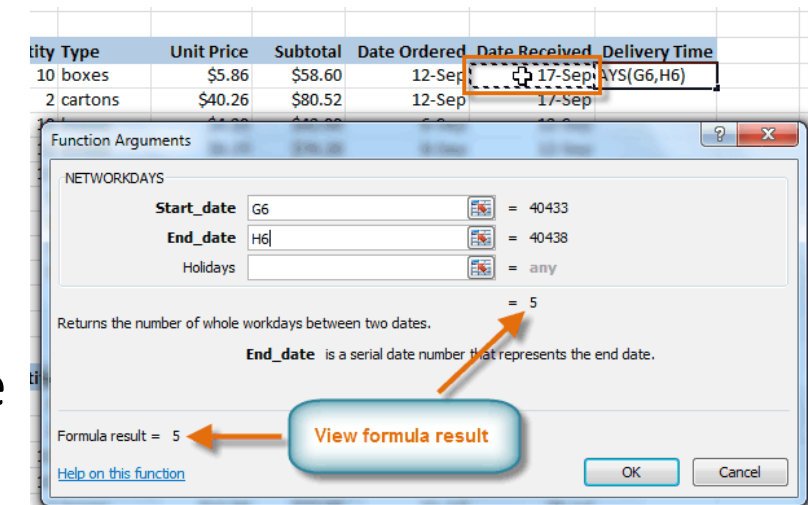 tity Type Unit Price Subtotal Date Ordered Date Received Delivery Time
10 boxes $5.86 $58.60 12-Sep 17-Sep AYS(G6,H6)
2 cartons $40.26 $80.52 12-Sep 17-Sep
Function Arguments
NETWORKDAYS
Start_date G6 = 40433
End_date H6 = 40438
Holidays = any
= 5
Returns the number of whole workdays between two dates.
End_date is a serial date number that represents the end date.
e
Formula result = 5
View formula result
Help on this function
OK Cancel